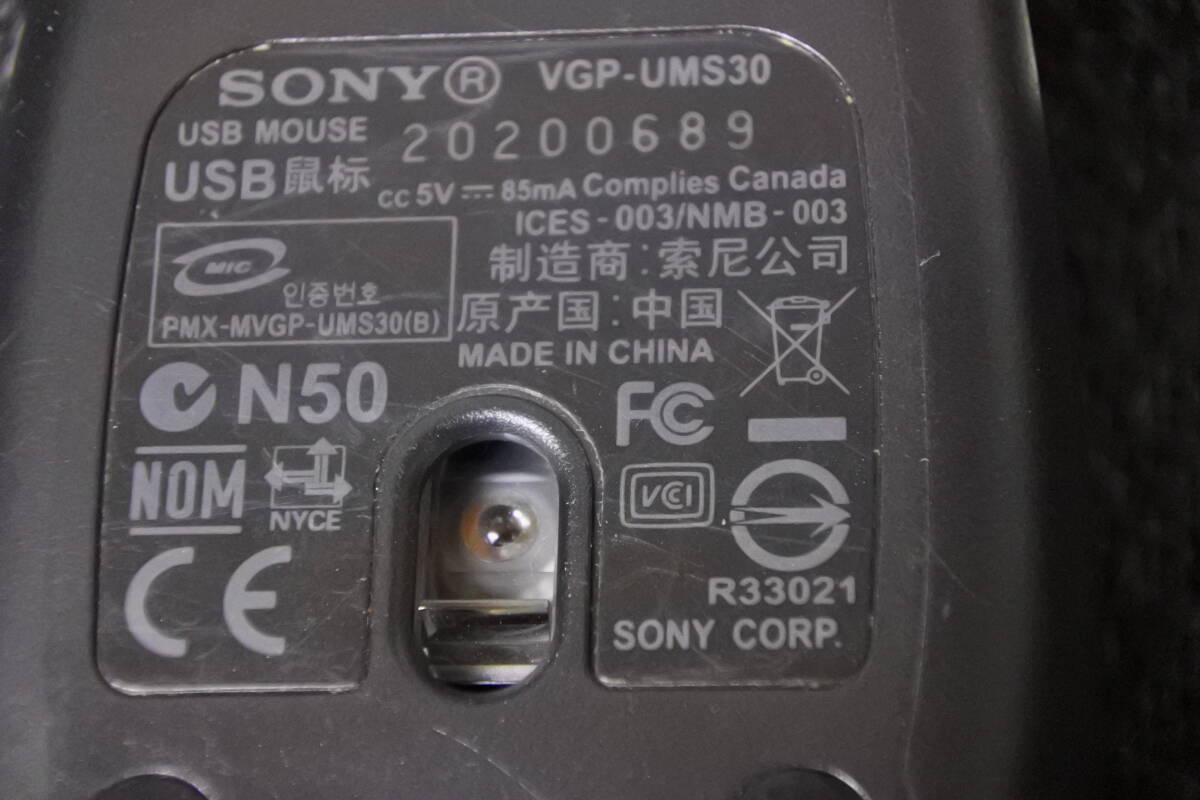 SONY® VGP-UMS30
USB MOUSE 20200689
USB鼠标
cc 5V ⎓ 85mA Complies Canada
ICES-003/NMB-003
制造商:索尼公司
MIC
인증번호
PMX-MVGP-UMS30(B)
原产国:中国
MADE IN CHINA
N50
FC
NOM
NYCE
VCI
CE
R33021
SONY CORP.